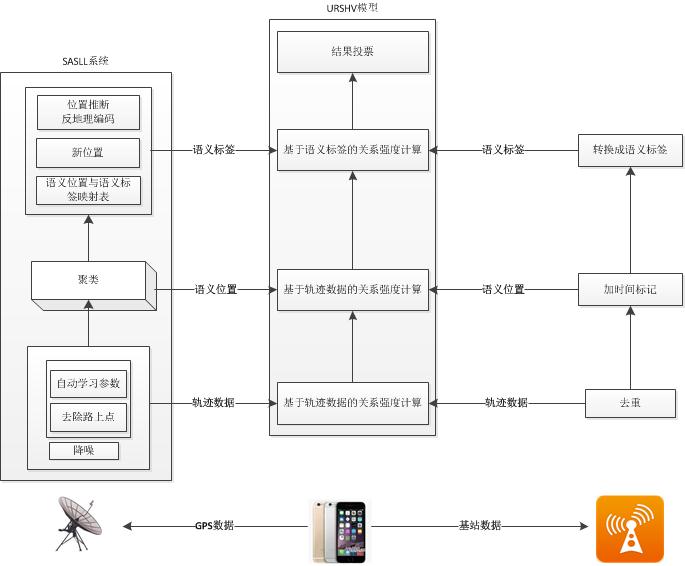 URSHV模型
SASLL系统
结果投票
位置推断
反地理编码
新位置
语义位置与语义标
签映射表
语义标签
基于语义标签的关系强度计算
语义标签
转换成语义标签
聚类
语义位置
基于轨迹数据的关系强度计算
语义位置
加时间标记
自动学习参数
去除路上点
降噪
轨迹数据
基于轨迹数据的关系强度计算
轨迹数据
去重
GPS数据
基站数据